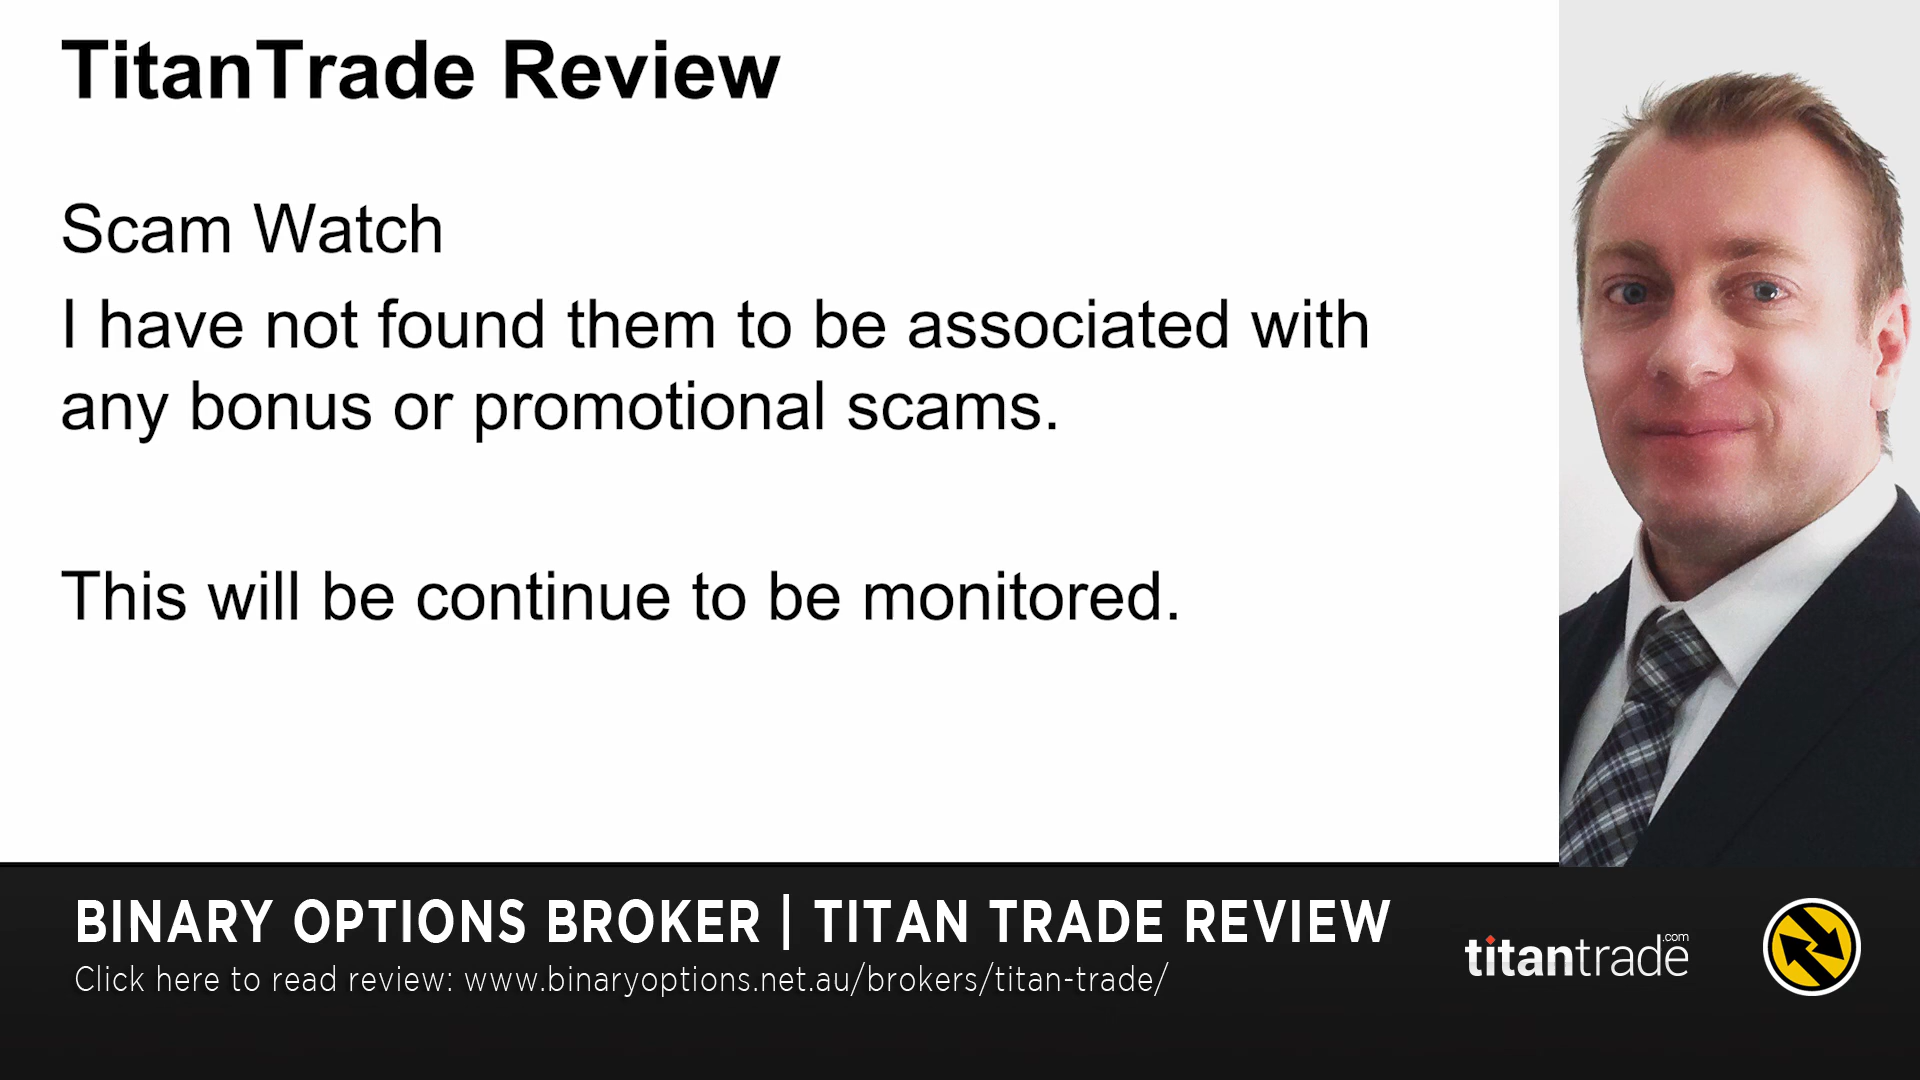 TitanTrade Review
Scam Watch
I have not found them to be associated with
any bonus or promotional scams.
This will be continue to be monitored.
BINARY OPTIONS BROKER | TITAN TRADE REVIEW
Click here to read review: www.binaryoptions.net.au/brokers/titan-trade/
titantrade.com